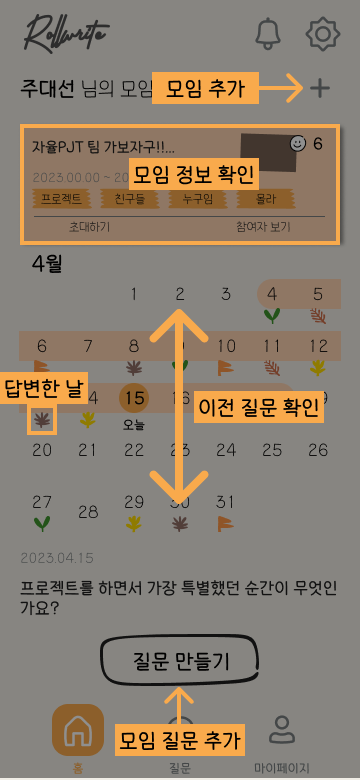 Rollwrite
주대선 님의 모임
모임 추가
자율PJT 팀 가보자구!!...
6
2023.00.00 ~ 20
모임 정보 확인
프로젝트 친구들 누구임 몰라
초대하기 참여자 보기
4월
1 2 3 4 5
6 7 8 9 10 11 12
답변한 날
4 15 16 9
이전 질문 확인
오늘
20 21 22 23 24 25 26
27 28 29 30 31
2023.04.15
프로젝트를 하면서 가장 특별했던 순간이 무엇인
가요?
질문 만들기
모임 질문 추가
홈 질문 마이페이지